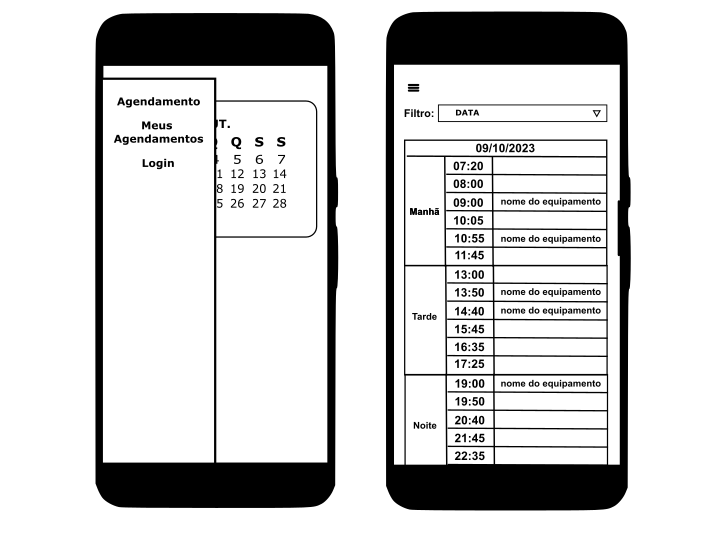 Agendamento
Meus
Agendamentos
Login
UT.
Q S S
5 6 7
1 12 13 14
8 19 20 21
5 26 27 28
Filtro: DATA
09/10/2023
Manhã
07:20
08:00
09:00 nome do equipamento
10:05
10:55 nome do equipamento
11:45
Tarde
13:00
13:50 nome do equipamento
14:40 nome do equipamento
15:45
16:35
17:25
Noite
19:00 nome do equipamento
19:50
20:40
21:45
22:35